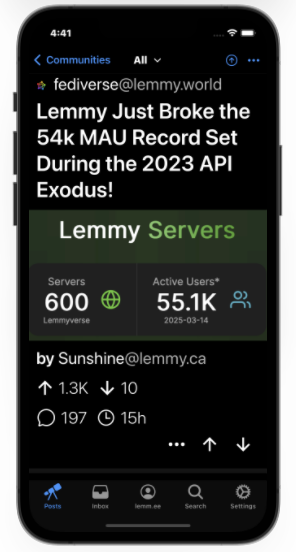 4:41
Communities
All
fediverse@lemmy.world
Lemmy Just Broke the
54k MAU Record Set
During the 2023 API
Exodus!
Lemmy Servers
Servers
600
Lemmyverse
Active Users*
55.1K
2025-03-14
by Sunshine@lemmy.ca
1.3K 10
197 15h
Posts Inbox lemm.ee Search Settings